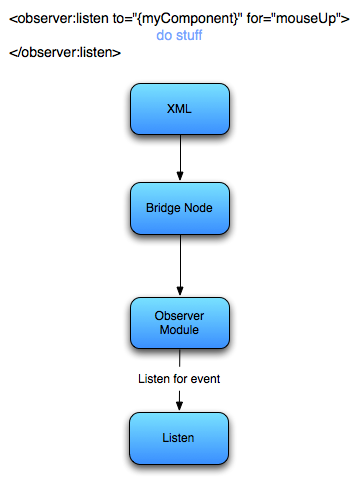 <observer:listen to="{myComponent}" for="mouseUp">
do stuff
</observer:listen>
XML
Bridge Node
Observer
Module
Listen for event
Listen